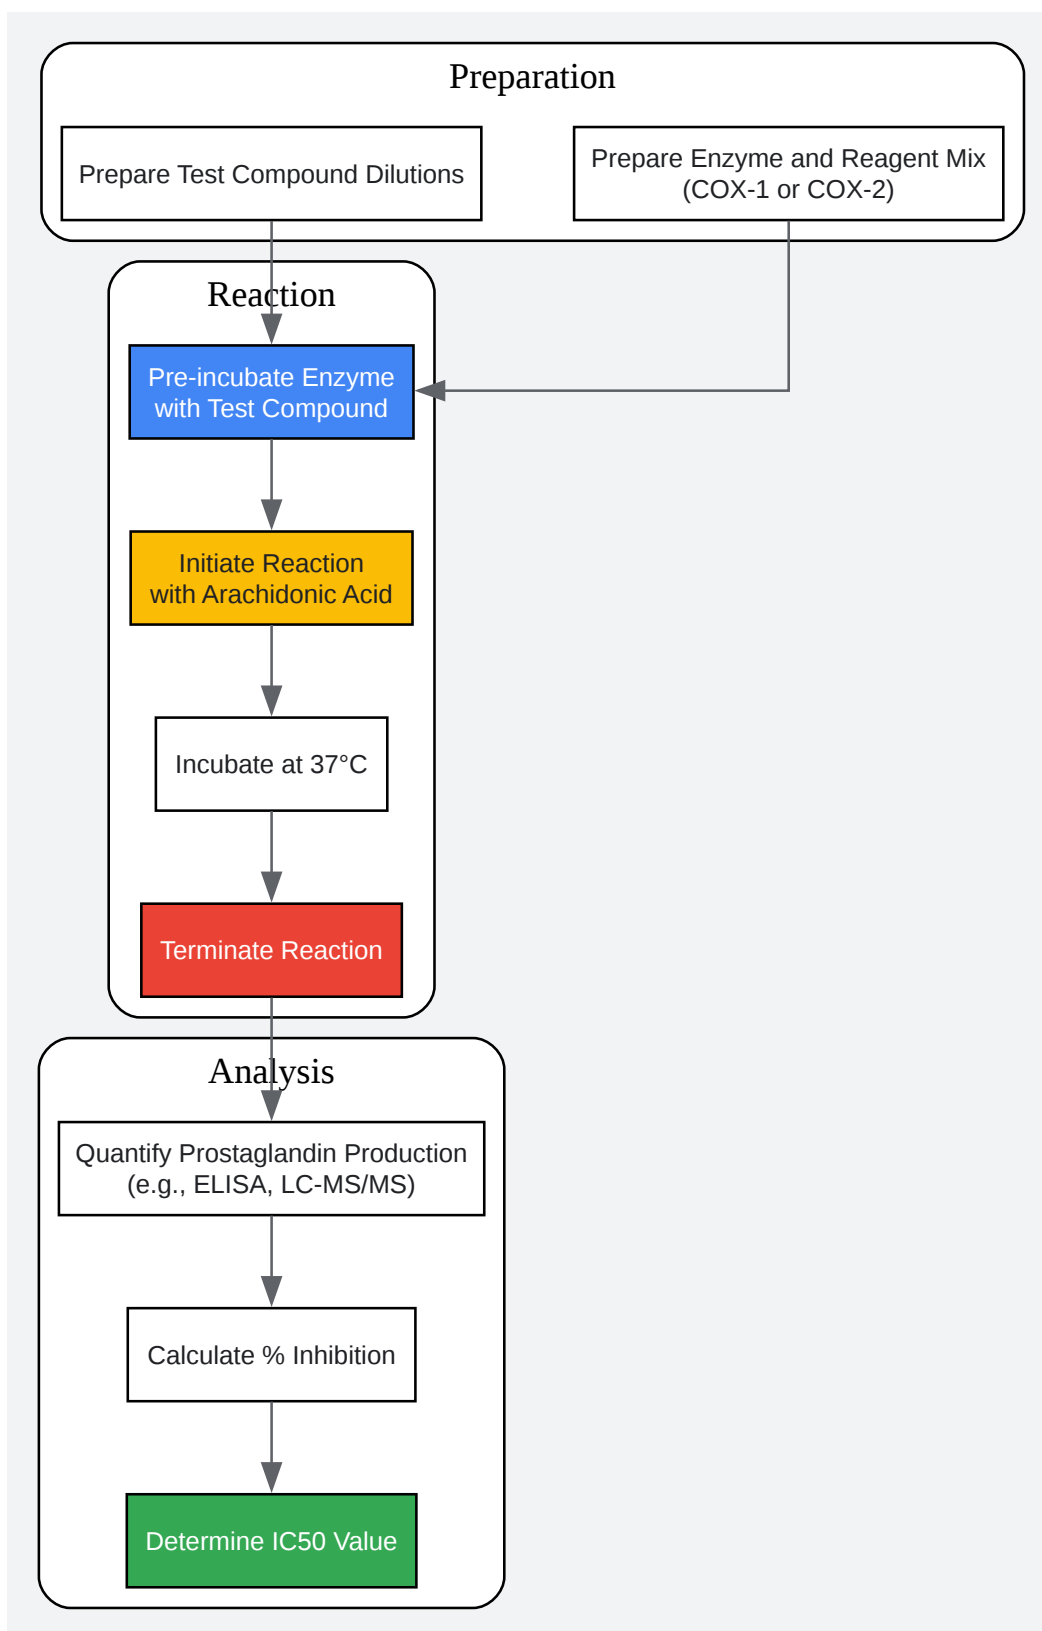 Preparation
Prepare Test Compound Dilutions
Prepare Enzyme and Reagent Mix
(COX-1 or COX-2)
Reaction
Pre-incubate Enzyme
with Test Compound
Initiate Reaction
with Arachidonic Acid
Incubate at 37°C
Terminate Reaction
Analysis
Quantify Prostaglandin Production
(e.g., ELISA, LC-MS/MS)
Calculate % Inhibition
Determine IC50 Value